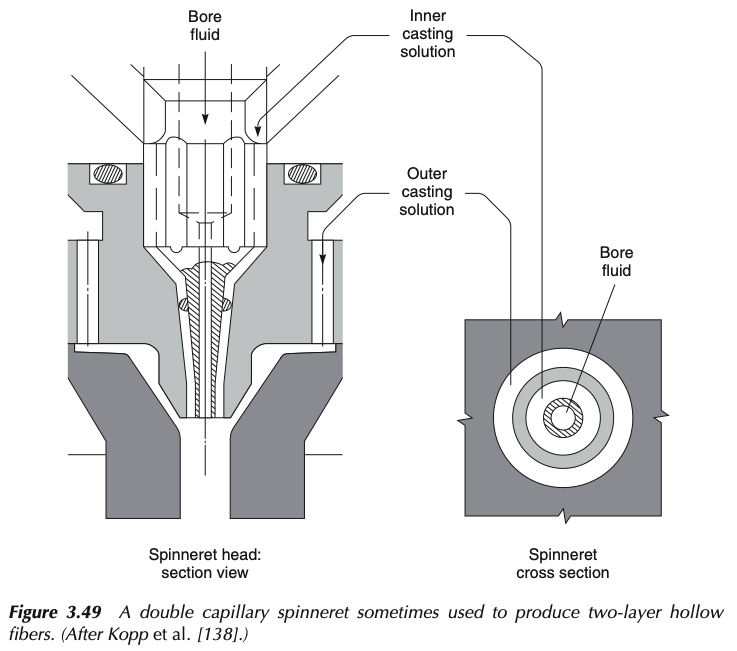 Bore
fluid
Inner
casting
solution
Outer
casting
solution
Bore
fluid
Spinneret head:
section view
Spinneret
cross section
Figure 3.49 A double capillary spinneret sometimes used to produce two-layer hollow
fibers. (After Kopp et al. [138].)